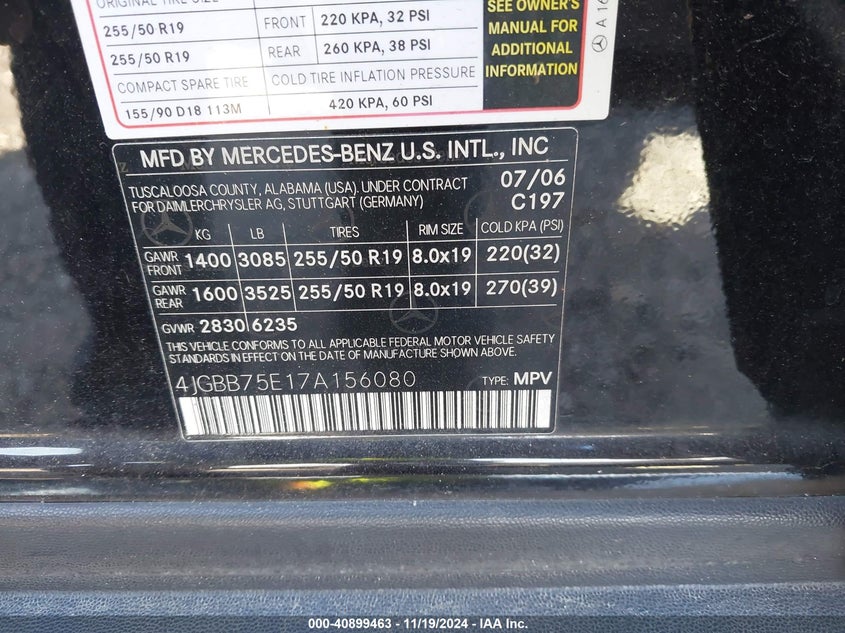 ORIGINAL TIRE SIZE
255/50 R19 FRONT 220 KPA, 32 PSI
255/50 R19 REAR 260 KPA, 38 PSI
COMPACT SPARE TIRE COLD TIRE INFLATION PRESSURE
155/90 D18 113M 420 KPA, 60 PSI
SEE OWNER'S
MANUAL FOR
ADDITIONAL
INFORMATION
A 16
MFD BY MERCEDES-BENZ U.S. INTL., INC
TUSCALOOSA COUNTY, ALABAMA (USA). UNDER CONTRACT 07/06
FOR DAIMLERCHRYSLER AG, STUTTGART (GERMANY) C197
KG LB TIRES RIM SIZE COLD KPA (PSI)
GAWR FRONT 1400 3085 255/50 R19 8.0x19 220(32)
GAWR REAR 1600 3525 255/50 R19 8.0x19 270(39)
GVWR 2830 6235
THIS VEHICLE CONFORMS TO ALL APPLICABLE FEDERAL MOTOR VEHICLE SAFETY
STANDARDS IN EFFECT ON THE DATE OF MANUFACTURE SHOWN ABOVE.
4JGBB75E17A156080 TYPE: MPV
000-40899463 - 11/19/2024 - IAAI.com